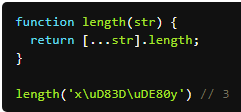 function length(str) {
  return [...str].length;
}
length('x\uD83D\uDE80y') // 3